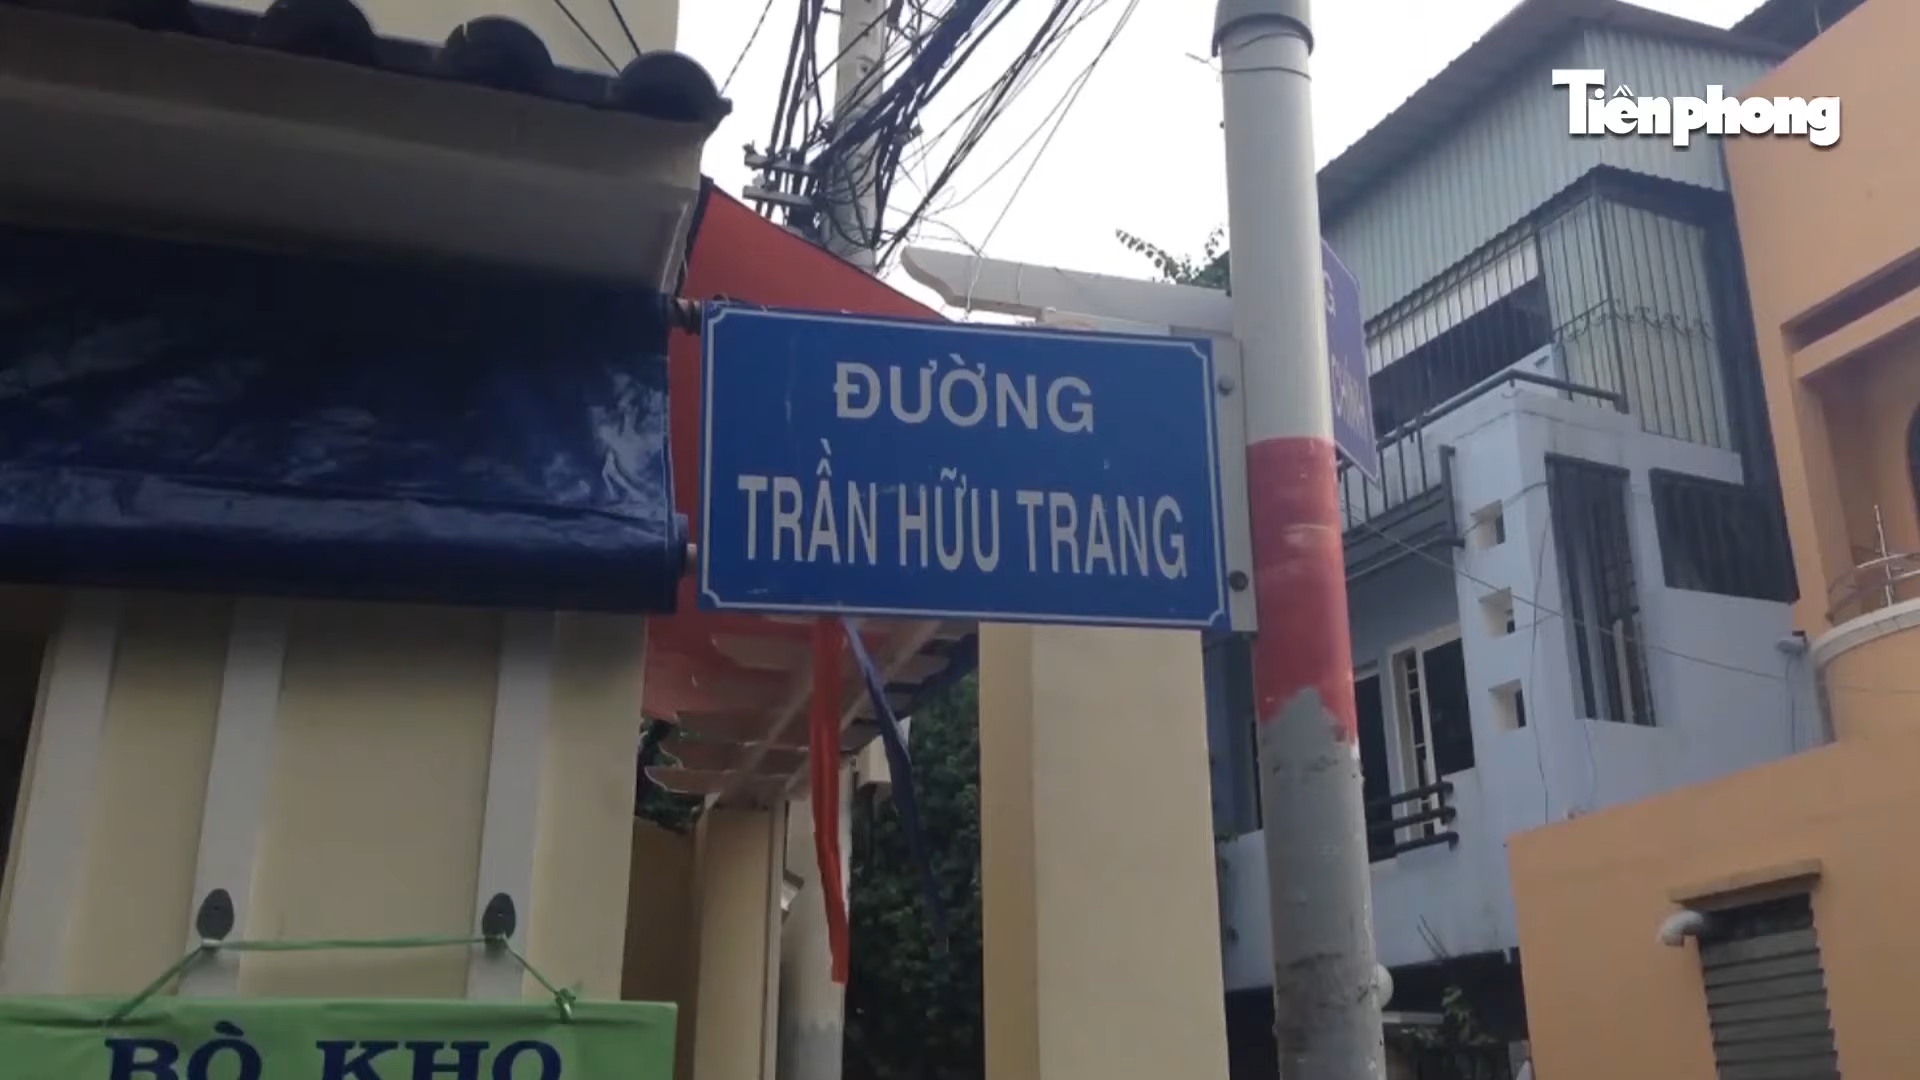 Tiềnphong
ĐƯỜNG
TRẦN HỮU TRANG
BÒ KHO